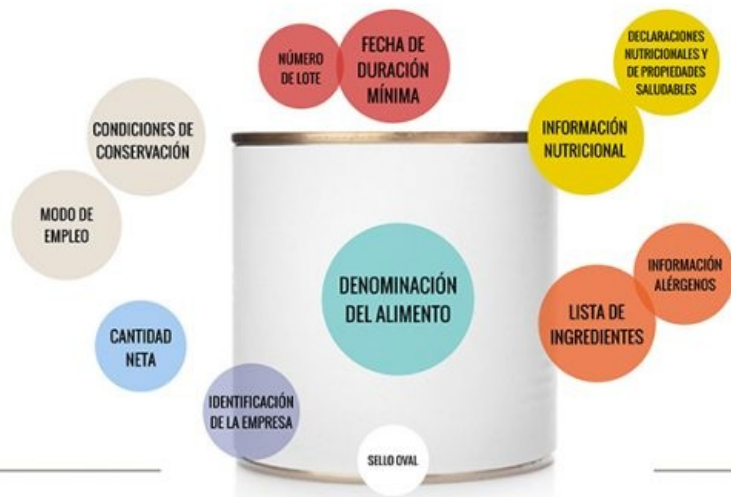 NÚMERO
DE LOTE
FECHA DE
DURACIÓN
MÍNIMA
DECLARACIONES
NUTRICIONALES Y
DE PROPIEDADES
SALUDABLES
CONDICIONES DE
CONSERVACIÓN
INFORMACIÓN
NUTRICIONAL
MODO DE
EMPLEO
DENOMINACIÓN
DEL ALIMENTO
INFORMACIÓN
ALÉRGENOS
LISTA DE
INGREDIENTES
CANTIDAD
NETA
IDENTIFICACIÓN
DE LA EMPRESA
SELLO OVAL